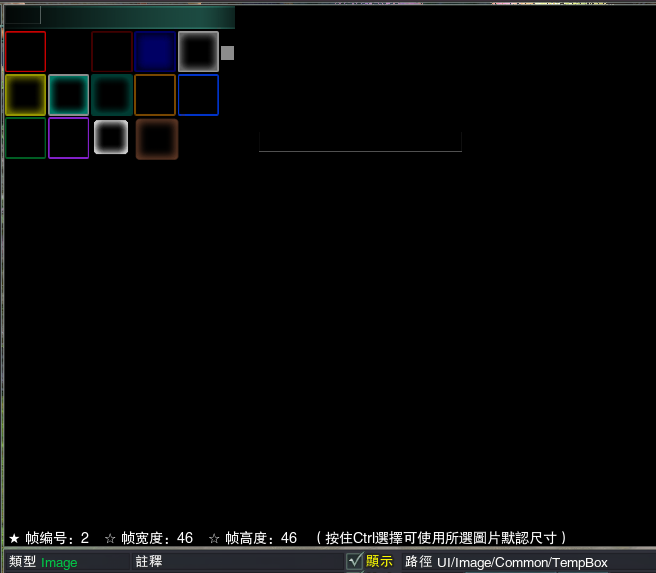 ★ 帧编号：2 ☆ 帧宽度：46 ☆ 帧高度：46 （按住Ctrl選擇可使用所選圖片默認尺寸）
類型 Image 註釋 顯示 路徑 UI/Image/Common/TempBox